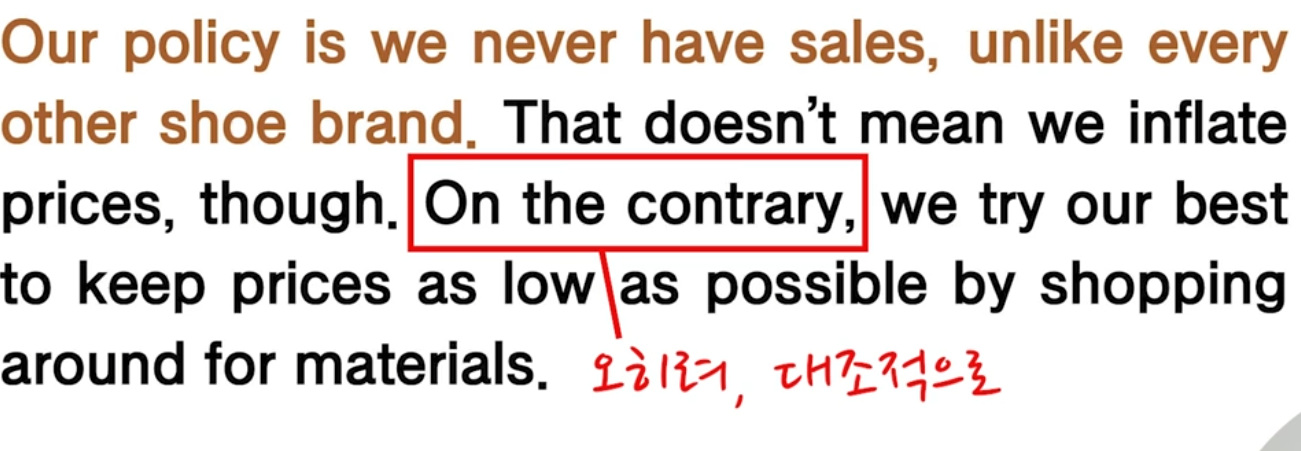 Our policy is we never have sales, unlike every
other shoe brand. That doesn't mean we inflate
prices, though. On the contrary, we try our best
to keep prices as low as possible by shopping
around for materials. 오히려, 대조적으로